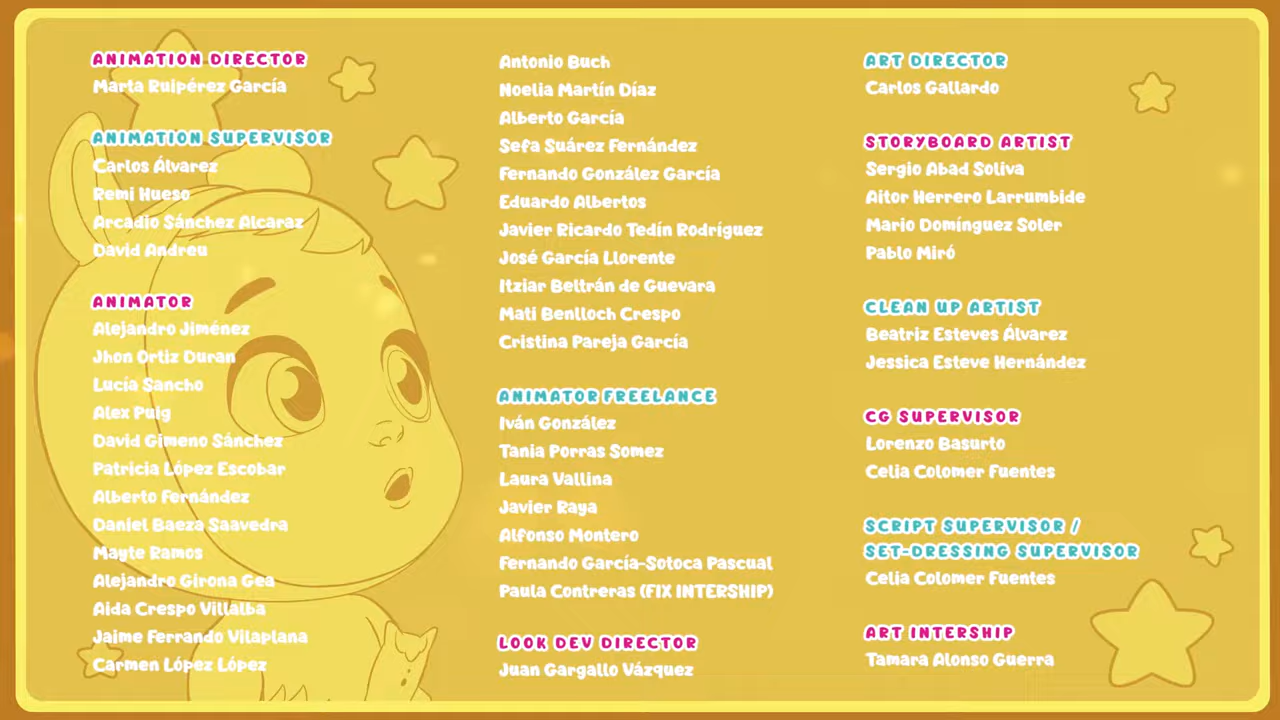 ANIMATION DIRECTOR
Marta Ruipérez García
ANIMATION SUPERVISOR
Carlos Álvarez
Remi Hueso
Arcadio Sánchez Alcaraz
David Andreu
ANIMATOR
Alejandro Jiménez
Jhon Ortiz Duran
Lucía Sancho
Alex Puig
David Gimeno Sánchez
Patricia López Escobar
Alberto Fernández
Daniel Baeza Saavedra
Mayte Ramos
Alejandro Girona Gea
Aida Crespo Villalba
Jaime Ferrando Vilaplana
Carmen López López
Antonio Buch
Noelia Martín Díaz
Alberto García
Sefa Suárez Fernández
Fernando González García
Eduardo Albertos
Javier Ricardo Tedín Rodríguez
José García Llorente
Itziar Beltrán de Guevara
Mati Benlloch Crespo
Cristina Pareja García
ANIMATOR FREELANCE
Iván González
Tania Porras Somez
Laura Vallina
Javier Raya
Alfonso Montero
Fernando García-Sotoca Pascual
Paula Contreras (FIX INTERSHIP)
LOOK DEV DIRECTOR
Juan Gargallo Vázquez
ART DIRECTOR
Carlos Gallardo
STORYBOARD ARTIST
Sergio Abad Soliva
Aitor Herrero Larrumbide
Mario Domínguez Soler
Pablo Miró
CLEAN UP ARTIST
Beatriz Esteves Álvarez
Jessica Esteve Hernández
CG SUPERVISOR
Lorenzo Basurto
Celia Colomer Fuentes
SCRIPT SUPERVISOR /
SET-DRESSING SUPERVISOR
Celia Colomer Fuentes
ART INTERSHIP
Tamara Alonso Guerra